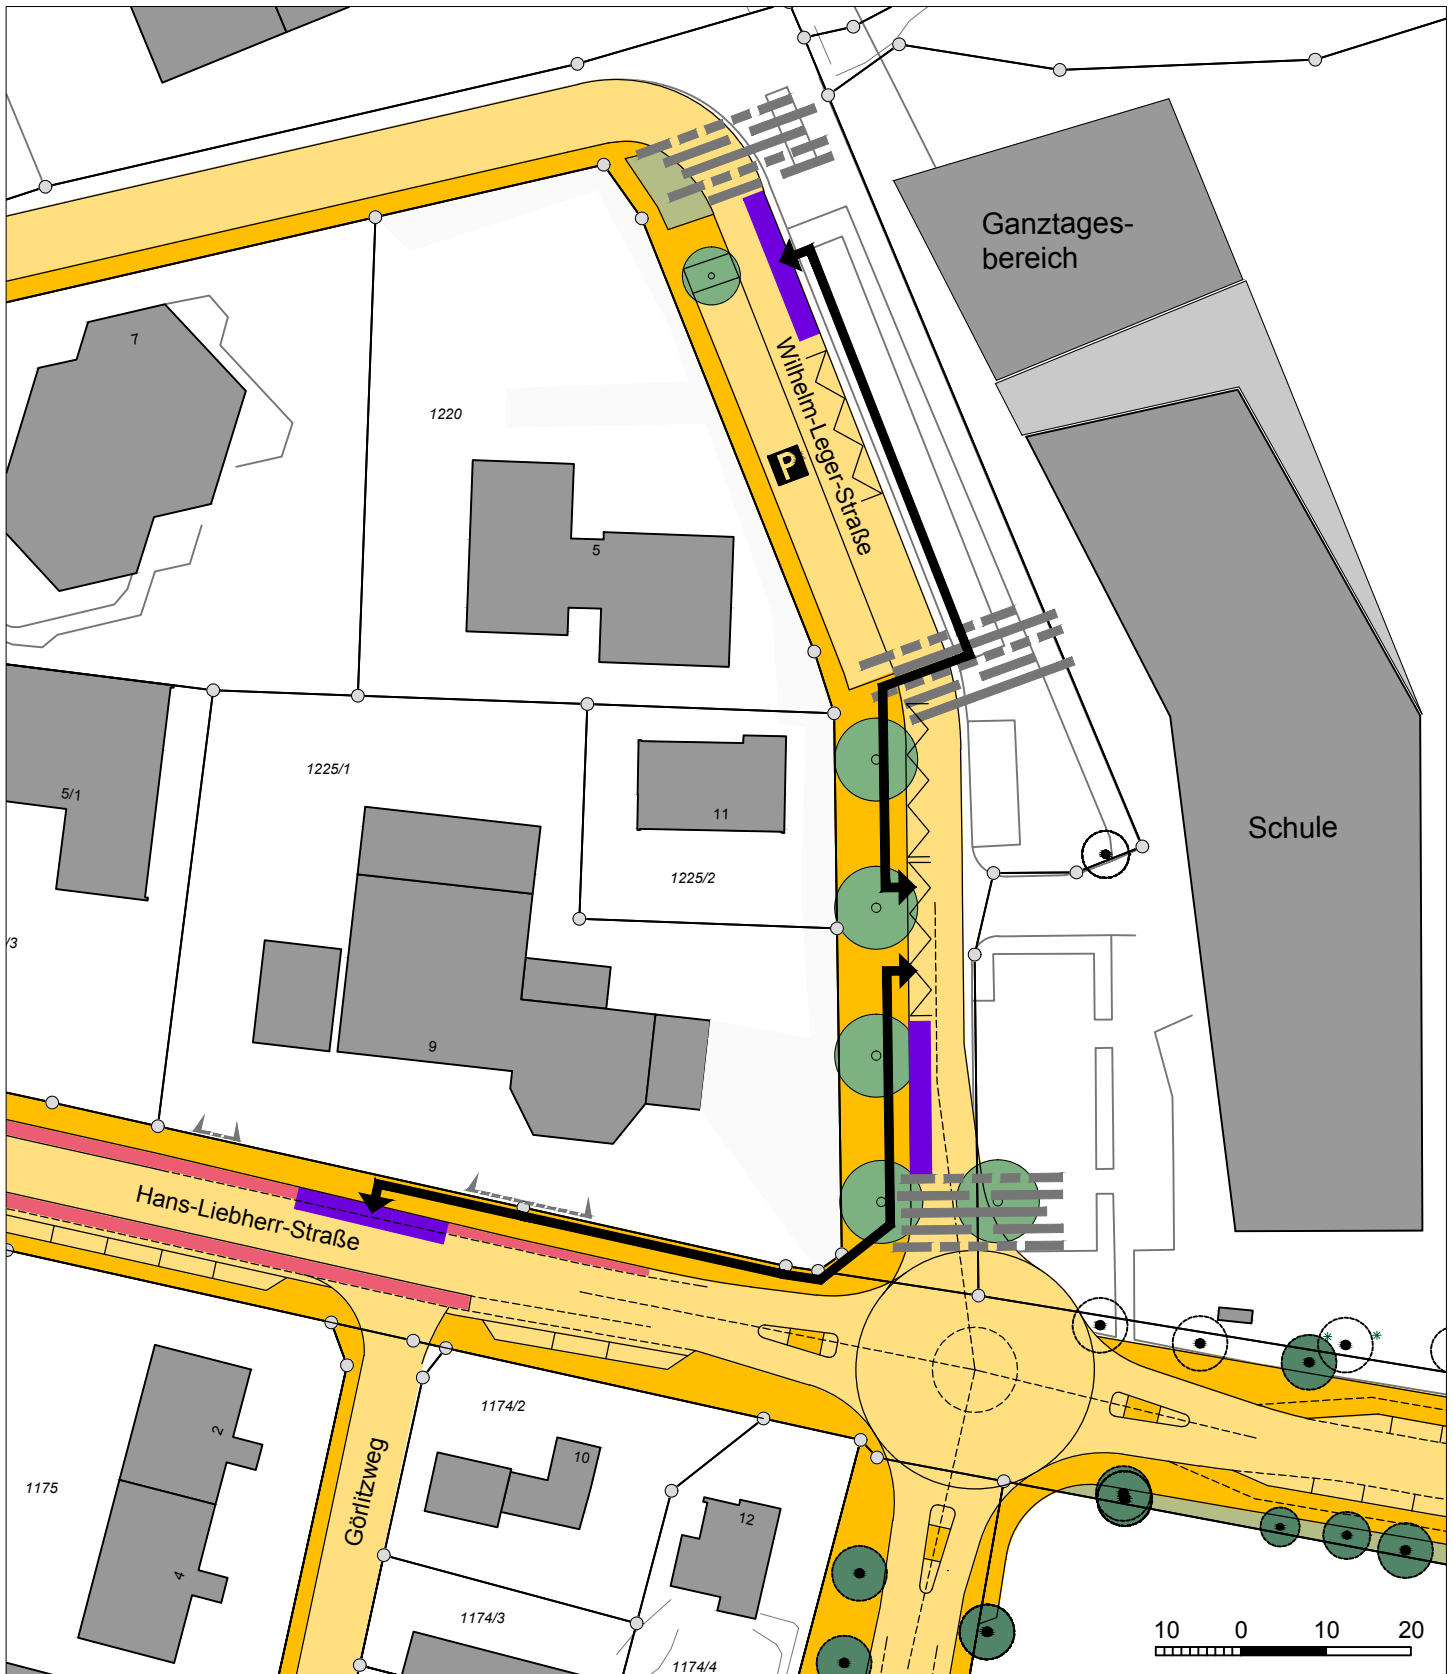 Ganztages-
bereich
7
1220
Wilhelm-Leger-Straße
P
5
5/1
1225/1
11
Schule
1225/2
/3
9
Hans-Liebherr-Straße
2
1175
4
Görlitzweg
1174/2
10
12
1174/3
1174/4
10 0 10 20